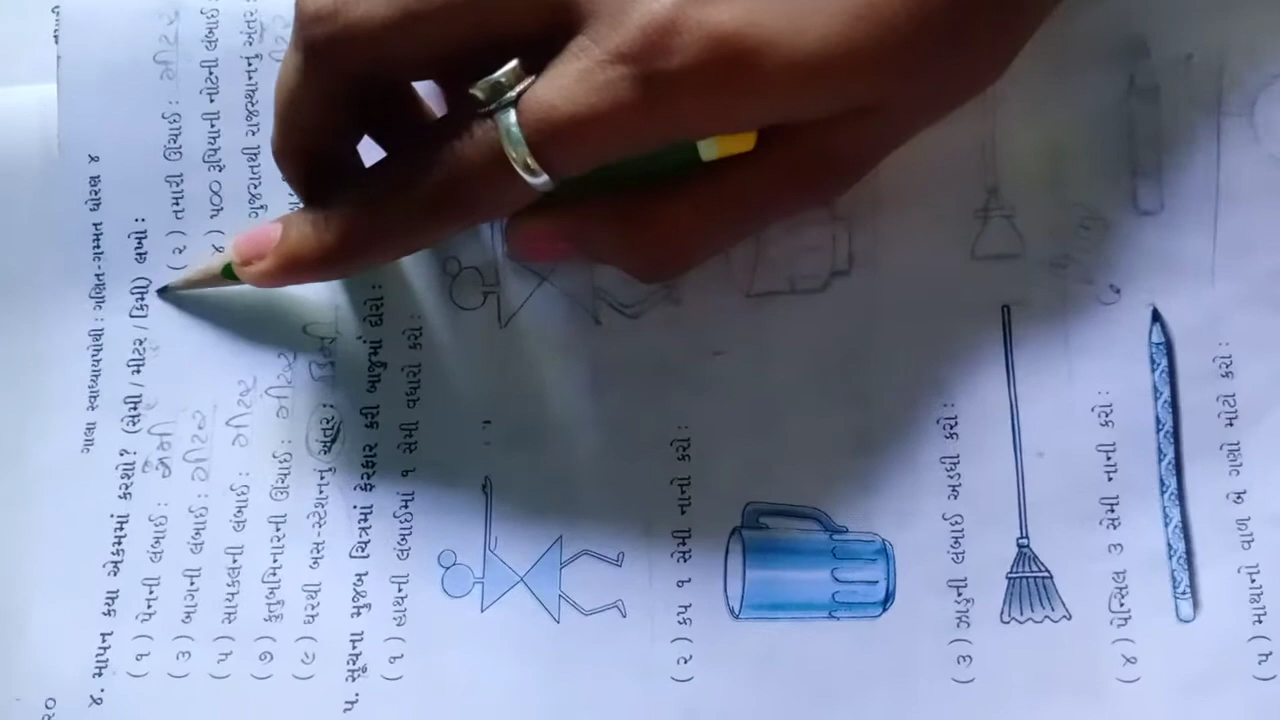 ૨૦
ગાલા સ્વાધ્યાયપોથી : ગણિત-ગમ્મત ધોરણ ૪
૪. માપન કયા એકમમાં કરશો? (સેમી / મીટર / કિમી) લખો :
( ૧ ) પેનની લંબાઈ : સેમી ( ૨ ) તમારી ઊંચાઈ : મીટર
( ૩ ) બાગની લંબાઈ : મીટર ૪ ) ૫૦૦ રૂપિયાની નોટની લંબાઈ :
( ૫ ) સાયકલની લંબાઈ : મીટર ગુજરાતથી રાજસ્થાનનું અંતર :
( ૭ ) કુતુબમિનારની ઊંચાઈ : મીટર
( ૯ ) ઘરથી બસ-સ્ટેશનનું અંતર : કિમી
૫. સૂચના મુજબ ચિત્રમાં ફેરફાર કરી બાજુમાં દોરો :
( ૧ ) હાથની લંબાઈમાં ૧ સેમી વધારો કરો :
( ૨ ) કપ ૧ સેમી નાનો કરો :
( ૩ ) ઝાડુની લંબાઈ અડધી કરો :
( ૪ ) પેન્સિલ ૩ સેમી નાની કરો :
( ૫ ) માથાનો વાળ બે ગણો મોટો કરો :